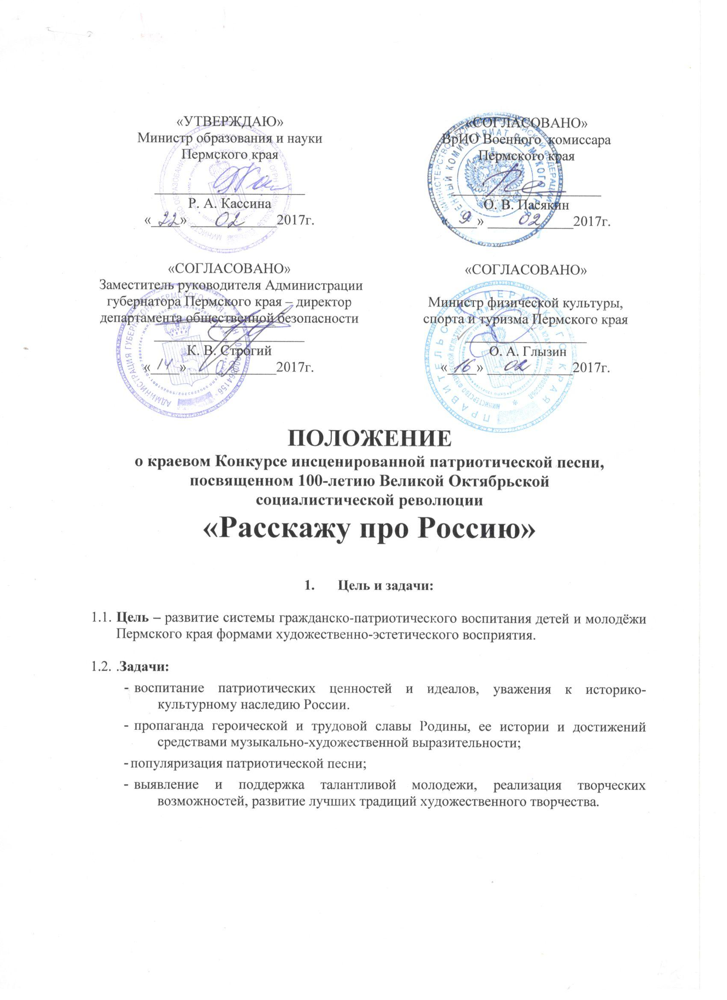 «УТВЕРЖДАЮ»
Министр образования и науки
Пермского края
Р. А. Кассина
«22» 02 2017г.
«СОГЛАСОВАНО»
ВрИО Военного комиссара
Пермского края
О. В. Пасякин
«9» 02 2017г.
«СОГЛАСОВАНО»
Заместитель руководителя Администрации
губернатора Пермского края – директор
департамента общественной безопасности
К. В. Строгий
«14» 02 2017г.
«СОГЛАСОВАНО»
Министр физической культуры,
спорта и туризма Пермского края
О. А. Глызин
«16» 02 2017г.
ПОЛОЖЕНИЕ
о краевом Конкурсе инсценированной патриотической песни,
посвященном 100-летию Великой Октябрьской
социалистической революции
«Расскажу про Россию»
1. Цель и задачи:
1.1. Цель – развитие системы гражданско-патриотического воспитания детей и молодёжи
Пермского края формами художественно-эстетического восприятия.
1.2. .Задачи:
- воспитание патриотических ценностей и идеалов, уважения к историко-
культурному наследию России.
- пропаганда героической и трудовой славы Родины, ее истории и достижений
средствами музыкально-художественной выразительности;
- популяризация патриотической песни;
- выявление и поддержка талантливой молодежи, реализация творческих
возможностей, развитие лучших традиций художественного творчества.